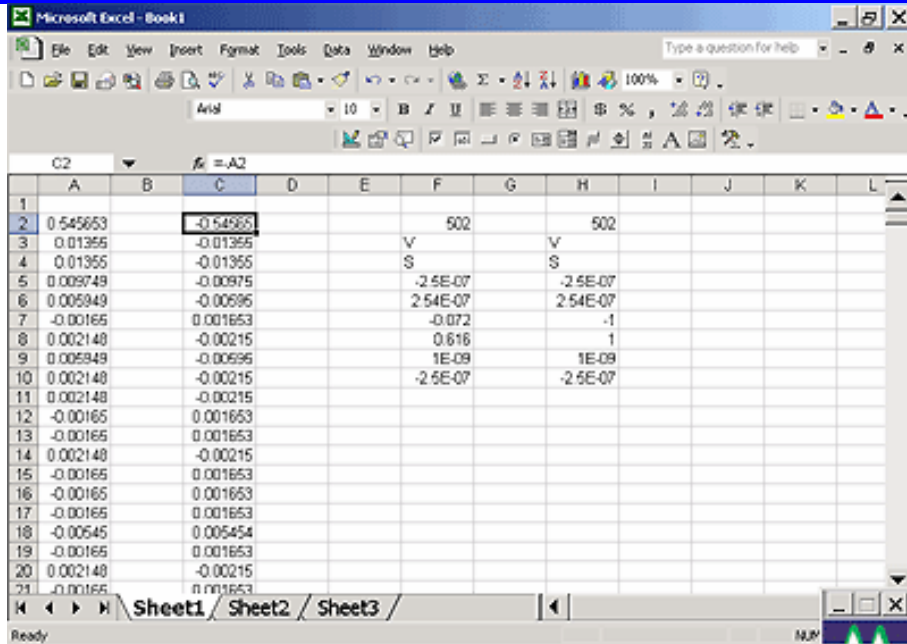 Microsoft Excel - Book1
File Edit View Insert Format Tools Data Window Help Type a question for help
100%
Arial 10 B I U $ % ,
A
C2 fx =-A2
A B C D E F G H I J K L
1
2 0.545653 -0.54565 502 502
3 0.01355 -0.01355 V V
4 0.01355 -0.01355 S S
5 0.009749 -0.00975 -2.5E-07 -2.5E-07
6 0.005949 -0.00595 2.54E-07 2.54E-07
7 -0.00165 0.001653 -0.072 -1
8 0.002148 -0.00215 0.616 1
9 0.005949 -0.00595 1E-09 1E-09
10 0.002148 -0.00215 -2.5E-07 -2.5E-07
11 0.002148 -0.00215
12 -0.00165 0.001653
13 -0.00165 0.001653
14 0.002148 -0.00215
15 -0.00165 0.001653
16 -0.00165 0.001653
17 -0.00165 0.001653
18 -0.00545 0.005454
19 -0.00165 0.001653
20 0.002148 -0.00215
21 -0.00165 0.001653
Sheet1 Sheet2 Sheet3
Ready NUM